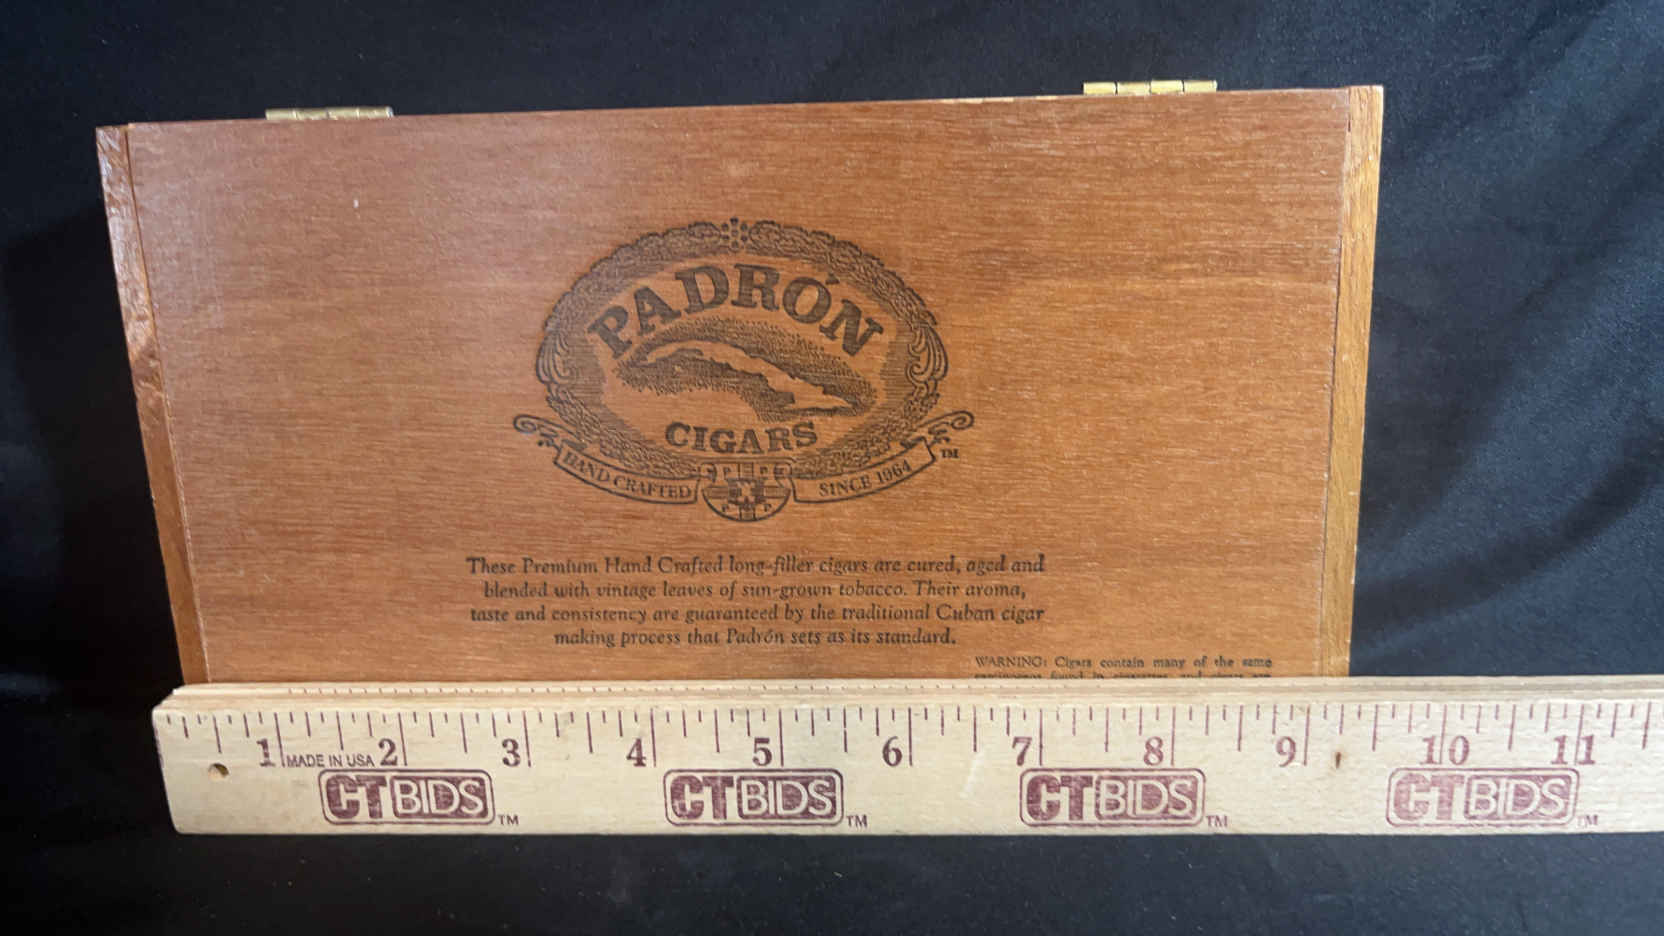 PADRÓN
CIGARS
HAND CRAFTED
SINCE 1964
TM
P P
P P
These Premium Hand Crafted long-filler cigars are cured, aged and
blended with vintage leaves of sun-grown tobacco. Their aroma,
taste and consistency are guaranteed by the traditional Cuban cigar
making process that Padrón sets as its standard.
WARNING: Cigars contain many of the same
1 2 3 4 5 6 7 8 9 10 11
MADE IN USA
CTBIDS TM CTBIDS TM CTBIDS TM CTBIDS TM